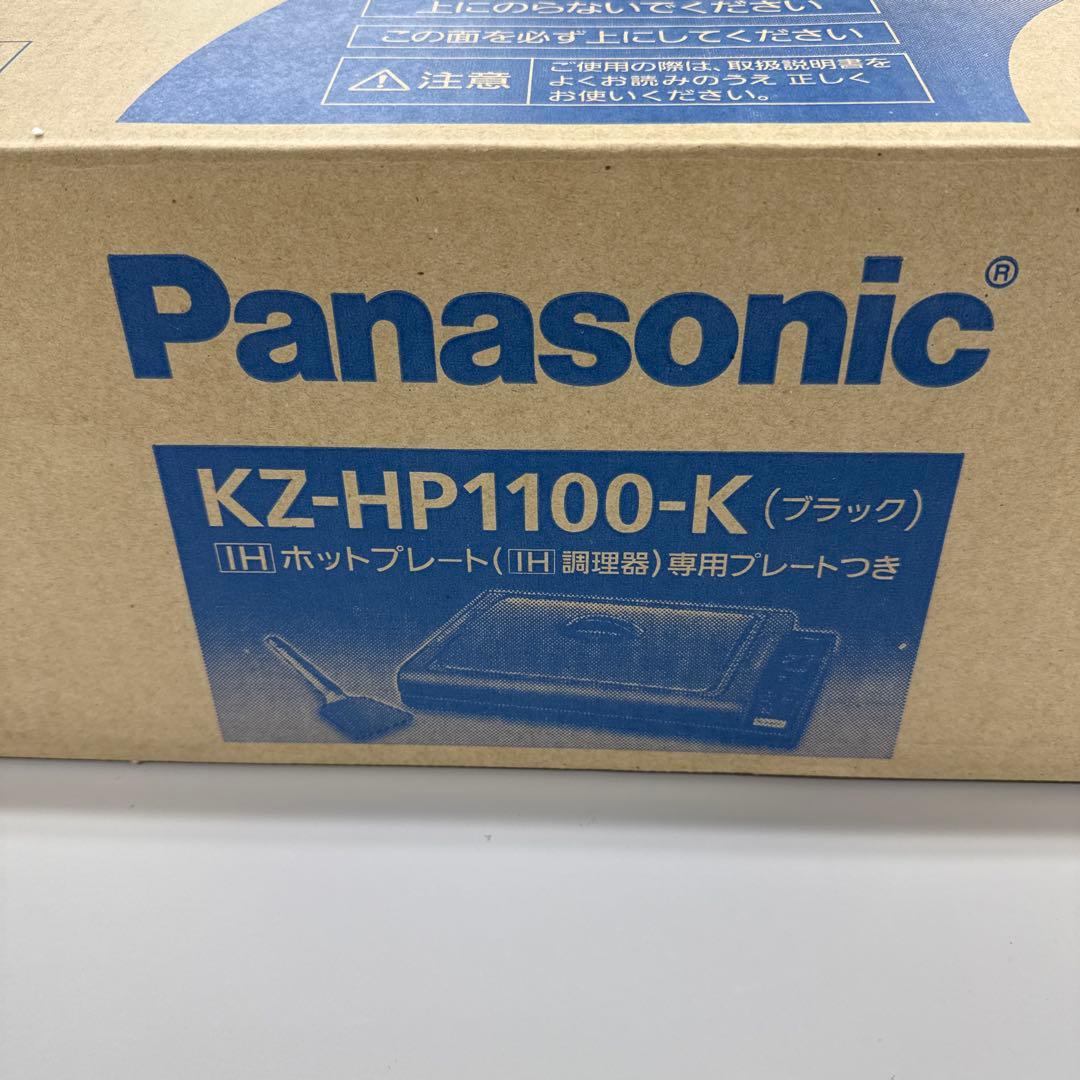 上にのらないでください
この面を必ず上にしてください
注意
ご使用の際は、取扱説明書を
よくお読みのうえ 正しく
お使いください。
Panasonic®
KZ-HP1100-K（ブラック）
IH ホットプレート（IH 調理器）専用プレートつき